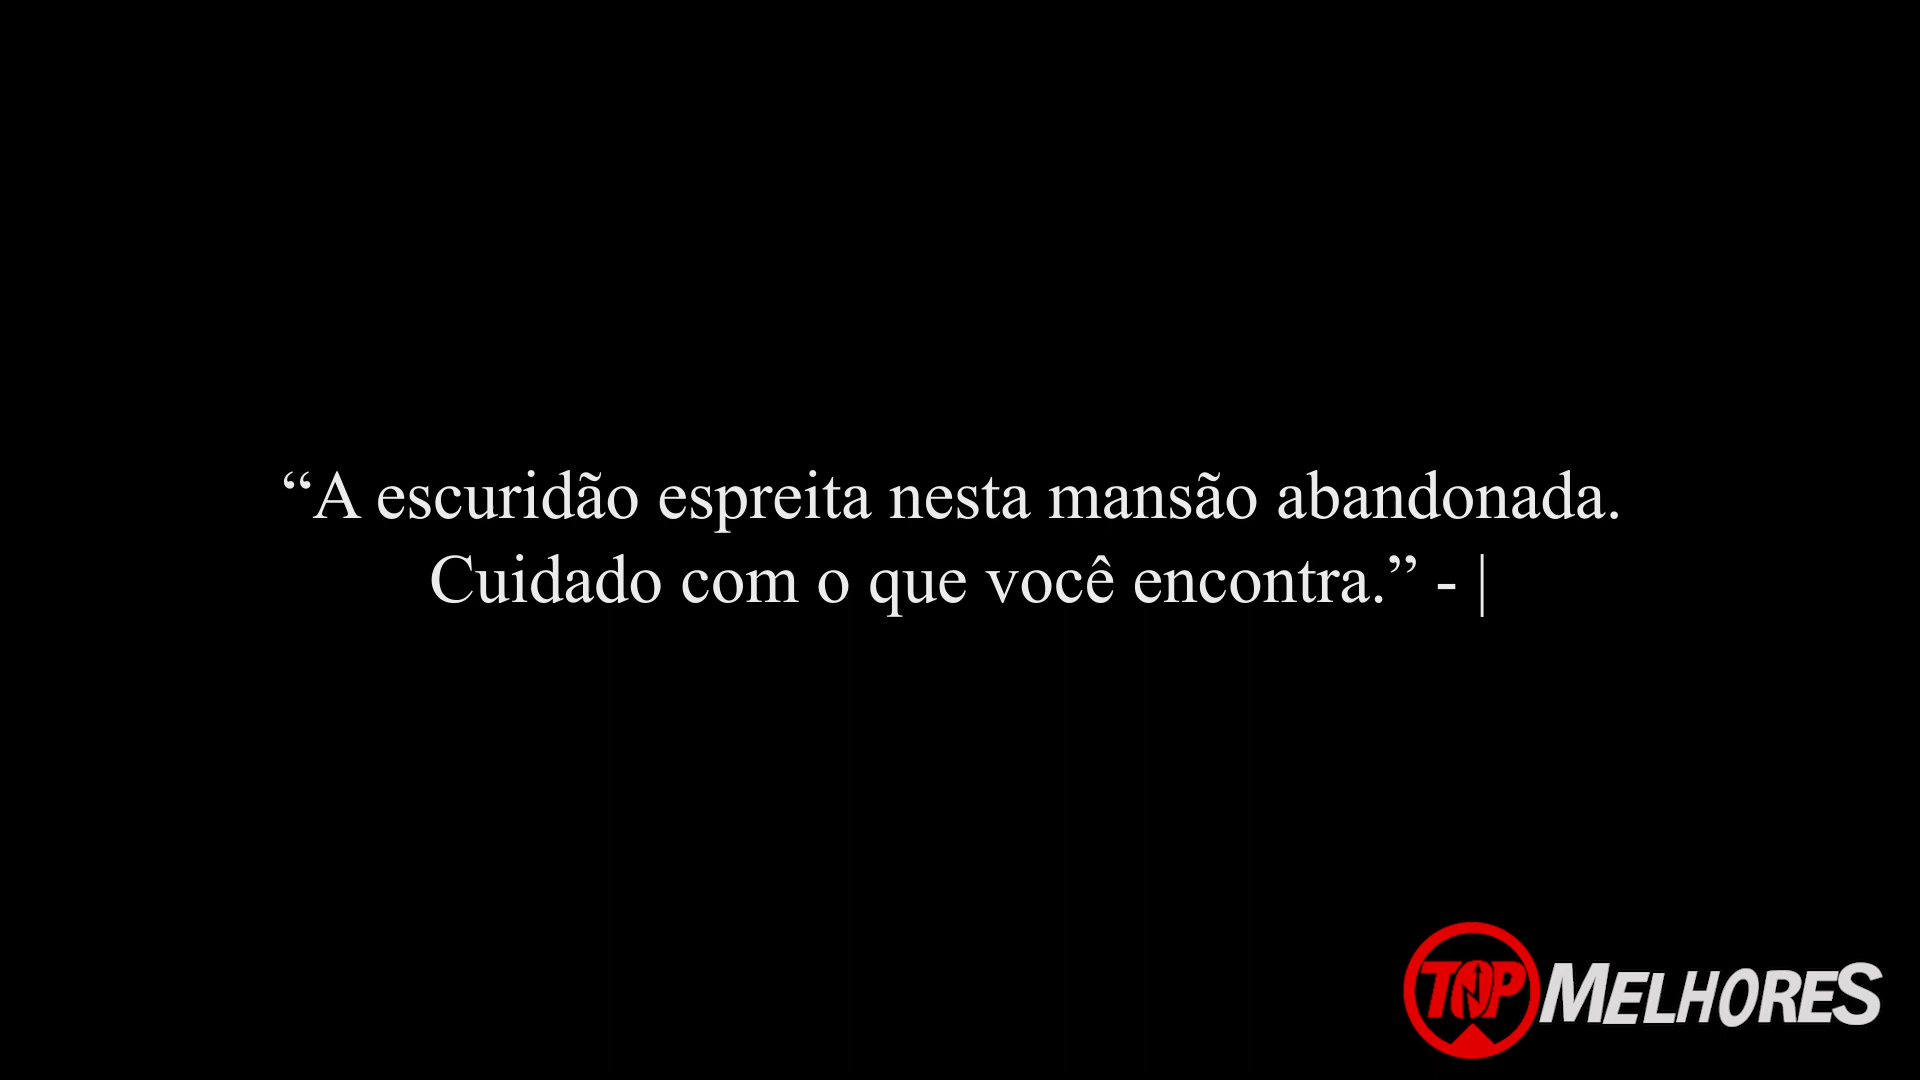 “A escuridão espreita nesta mansão abandonada.
Cuidado com o que você encontra.” - |
TOP MELHORES